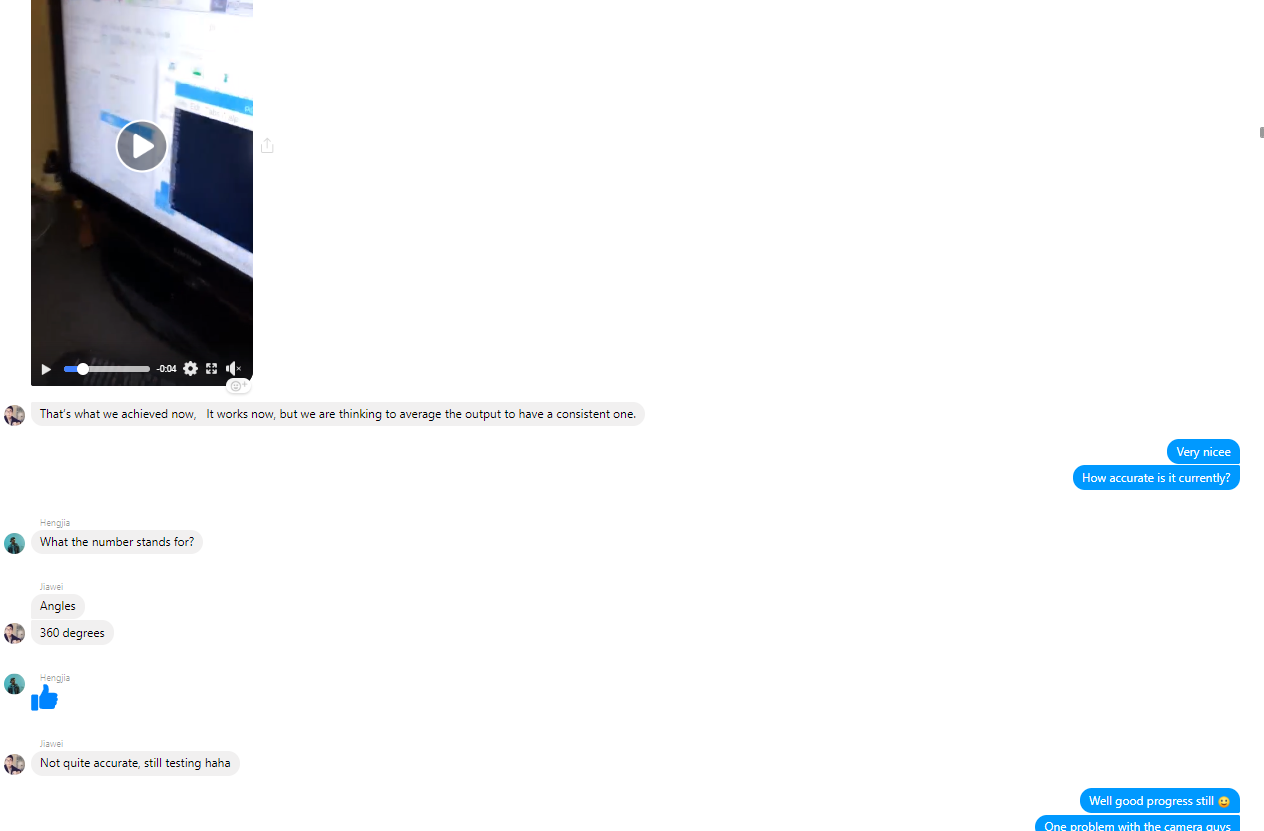 -0:04
That's what we achieved now,   It works now, but we are thinking to average the output to have a consistent one.
Very nicee
How accurate is it currently?
Hengjia
What the number stands for?
Jiawei
Angles
360 degrees
Hengjia
Jiawei
Not quite accurate, still testing haha
Well good progress still 🙂
One problem with the camera guys